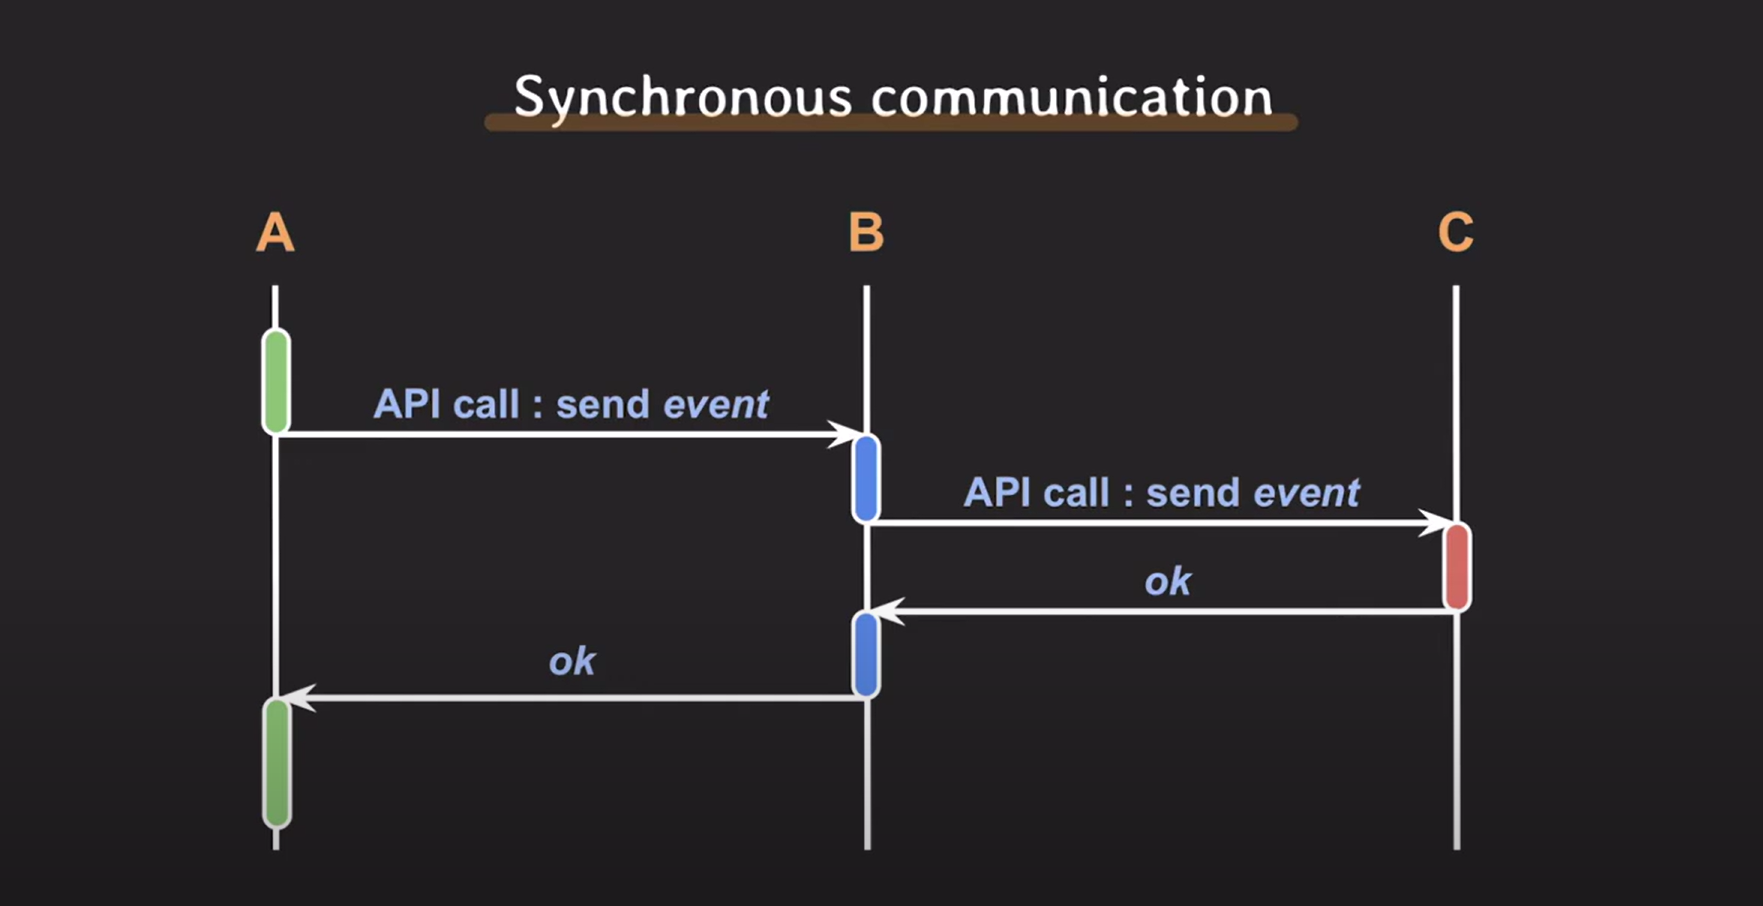 Synchronous communication
A
B
C
API call : send event
API call : send event
ok
ok